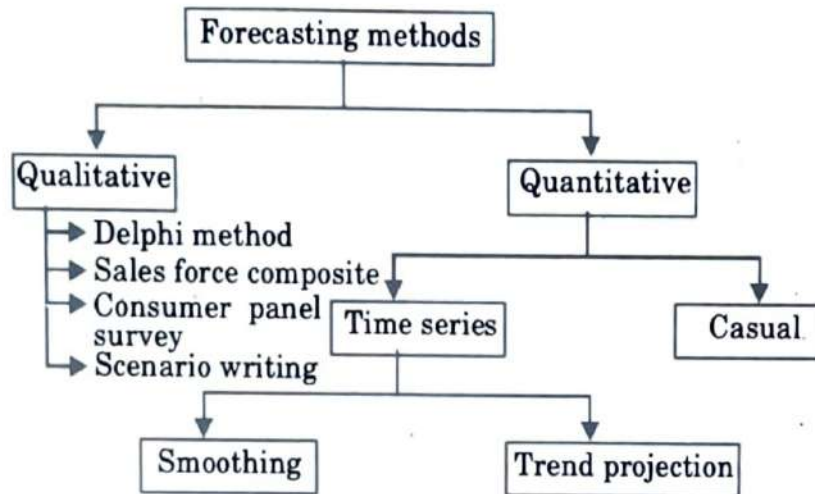 Forecasting methods
Qualitative
Quantitative
Delphi method
Sales force composite
Consumer panel
survey
Scenario writing
Time series
Casual
Smoothing
Trend projection